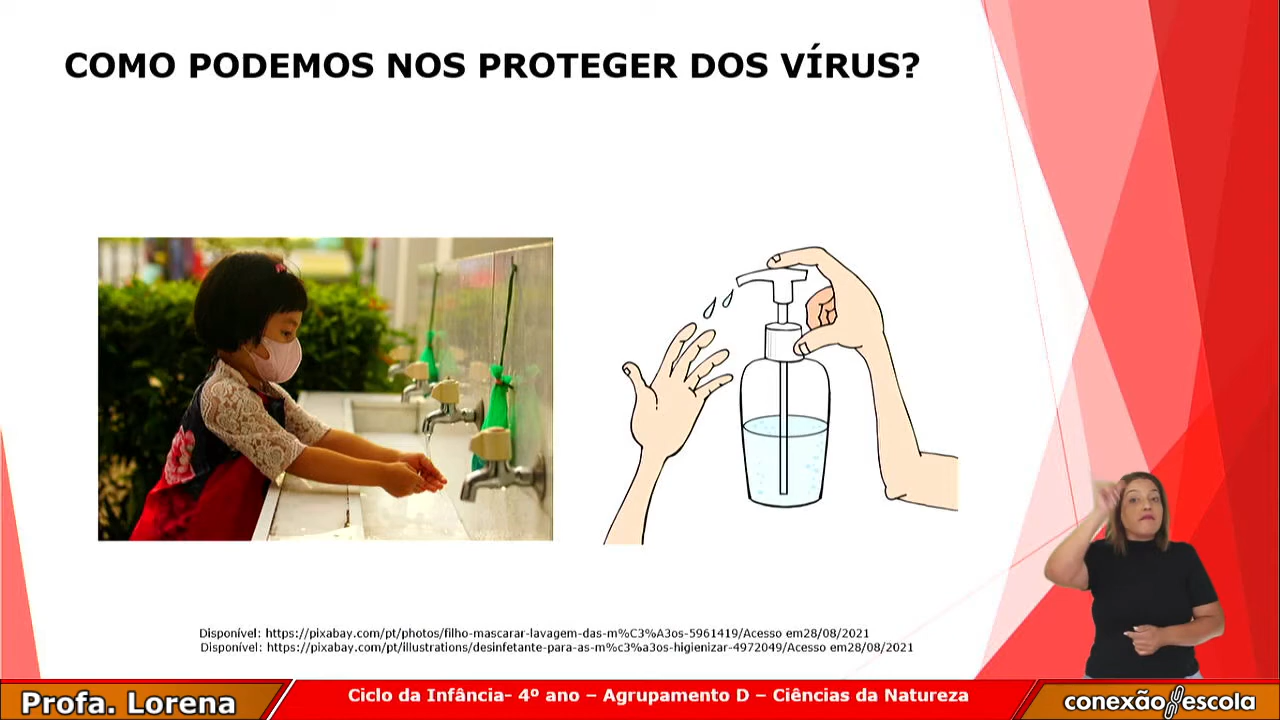 COMO PODEMOS NOS PROTEGER DOS VÍRUS?
Disponível: https://pixabay.com/pt/photos/filho-mascarar-lavagem-das-m%C3%A3os-5961419/Acesso em28/08/2021
Disponível: https://pixabay.com/pt/illustrations/desinfetante-para-as-m%c3%a3os-higienizar-4972049/Acesso em28/08/2021
Profa. Lorena
Ciclo da Infância- 4º ano – Agrupamento D – Ciências da Natureza
conexão escola